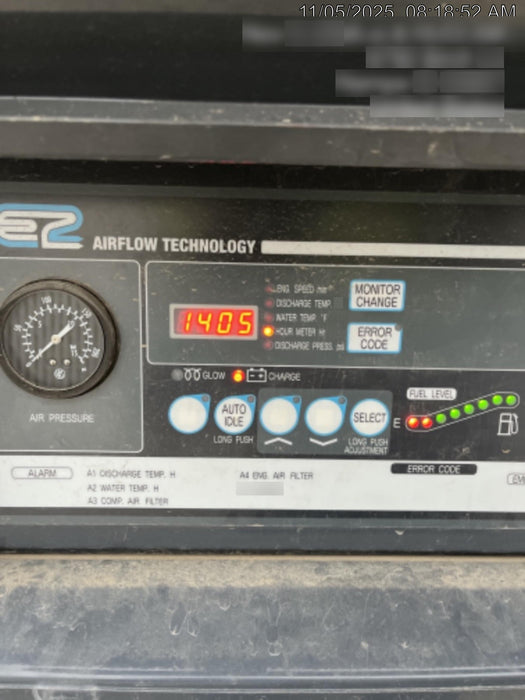 11/05/2025 08:18:52 AM
AIRFLOW TECHNOLOGY
ENG. SPEED min⁻¹
DISCHARGE TEMP.
WATER TEMP. °F
HOUR METER Hr
DISCHARGE PRESS.
MONITOR
CHANGE
1405
ERROR
CODE
100
AIR PRESSURE
GLOW
CHARGE
AUTO
IDLE
SELECT
LONG PUSH
LONG PUSH
ADJUSTMENT
FUEL LEVEL
E
ALARM
A1 DISCHARGE TEMP. H
A2 WATER TEMP. H
A3 COMP. AIR FILTER
A4 ENG. AIR FILTER
ERROR CODE